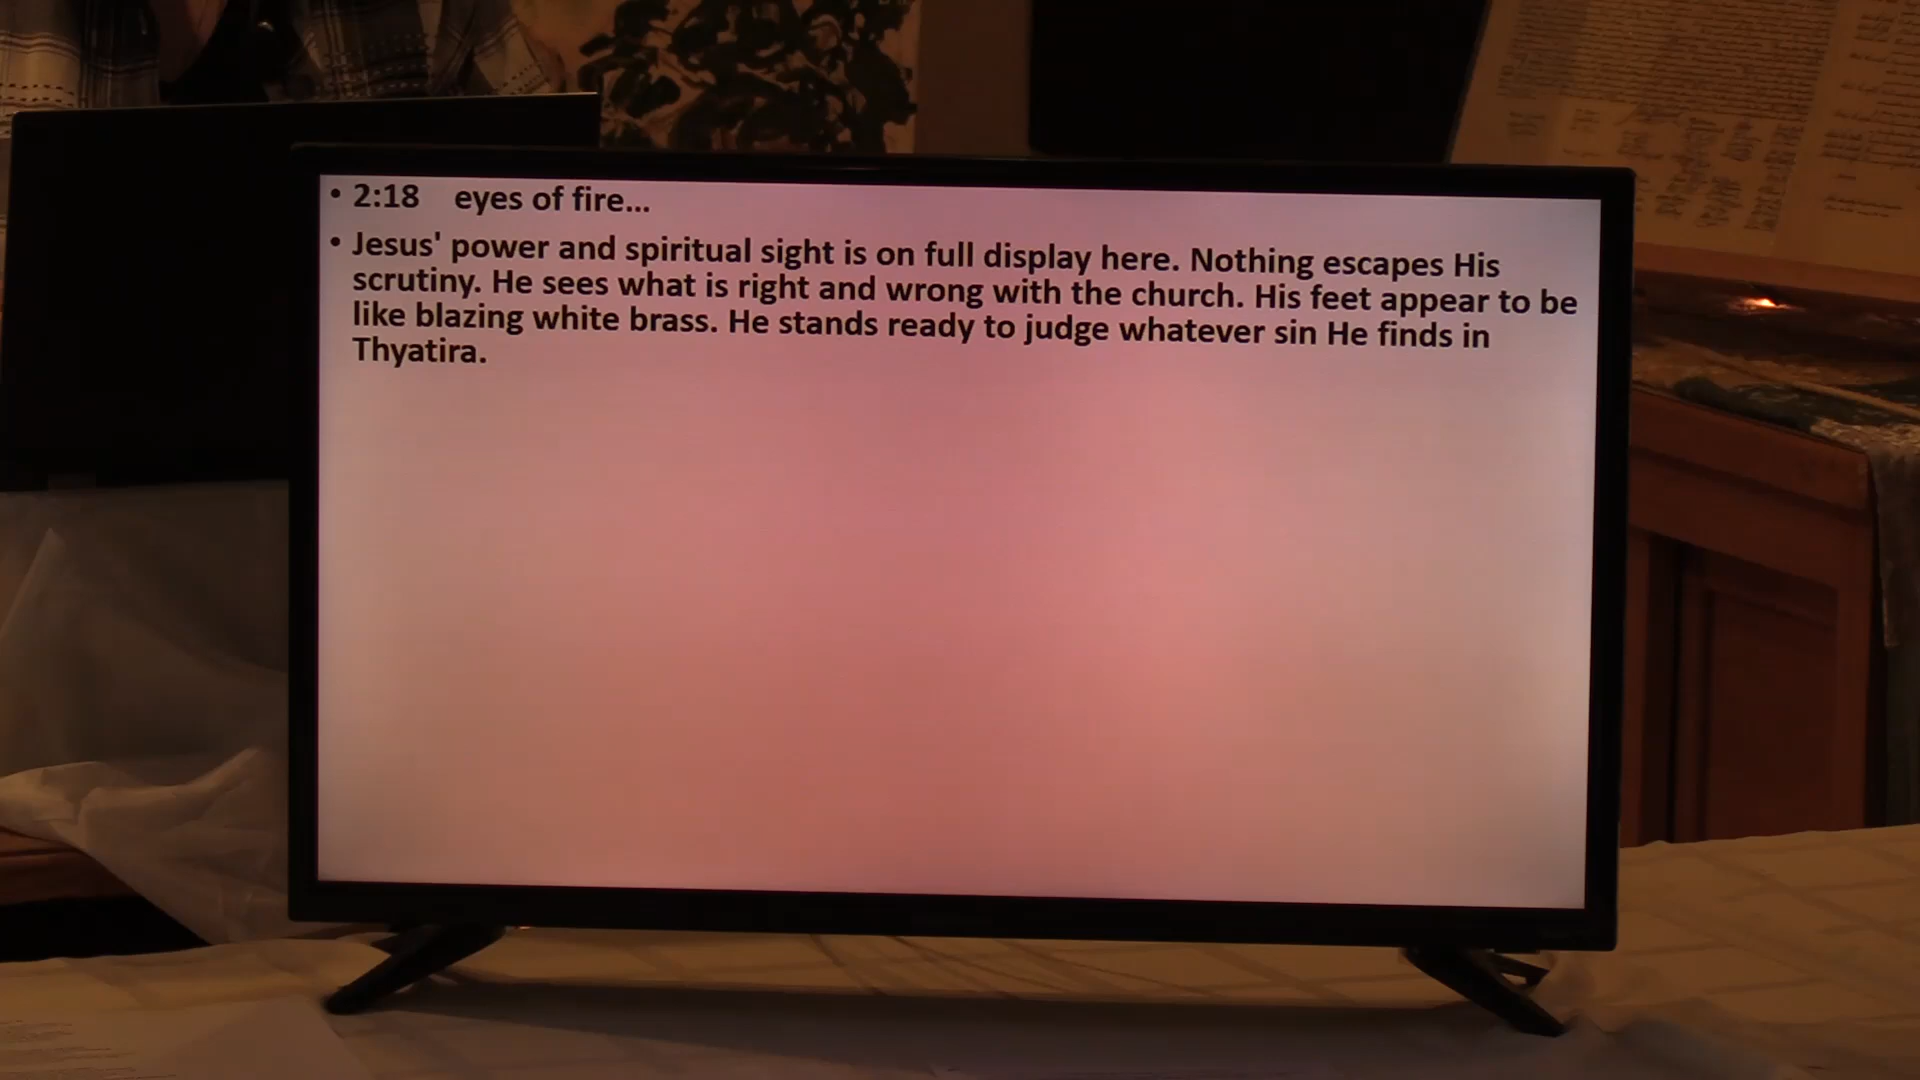 • 2:18 eyes of fire...
• Jesus' power and spiritual sight is on full display here. Nothing escapes His
scrutiny. He sees what is right and wrong with the church. His feet appear to be
like blazing white brass. He stands ready to judge whatever sin He finds in
Thyatira.